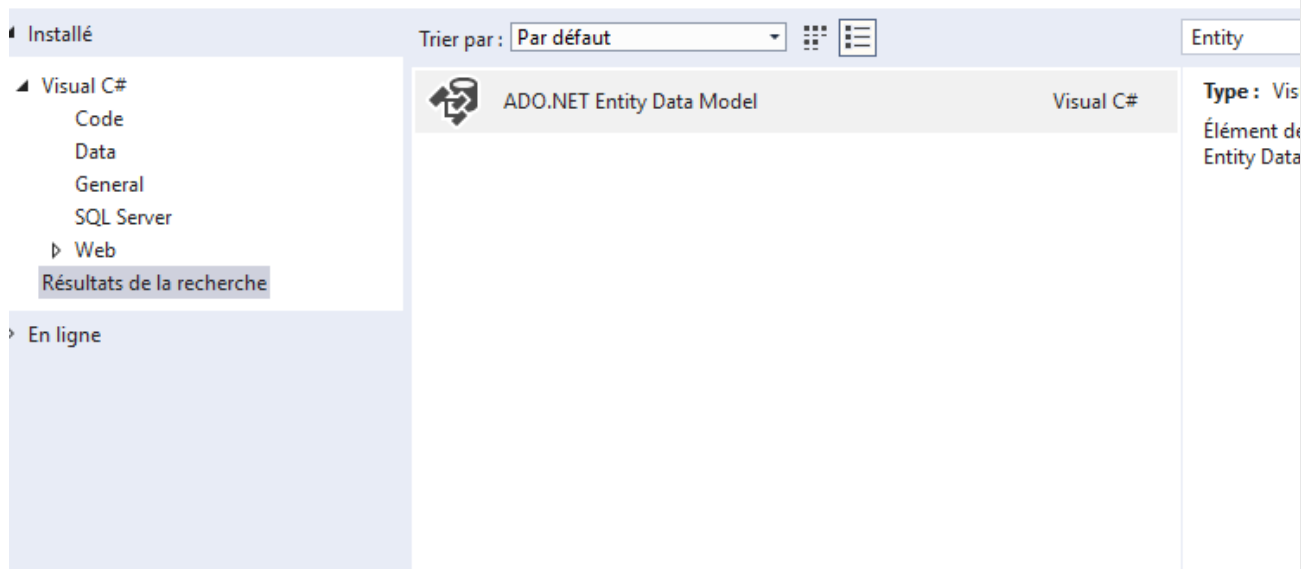 Installé
Visual C#
Code
Data
General
SQL Server
Web
Résultats de la recherche
En ligne
Trier par : Par défaut
ADO.NET Entity Data Model Visual C#
Entity
Type : Vis
Élément de
Entity Data